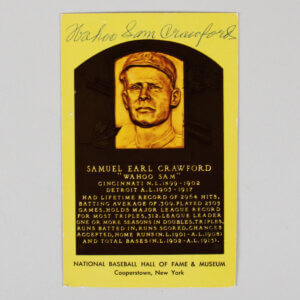 Wahoo Sam Crawford
SAMUEL EARL CRAWFORD
"WAHOO SAM"
CINCINNATI N.L. 1899-1902
DETROIT A.L. 1903-1917
HAD LIFETIME RECORD OF 2964 HITS,
BATTING AVERAGE OF .309, PLAYED 2505
GAMES. HOLDS MAJOR LEAGUE RECORD
FOR MOST TRIPLES, 312. LEAGUE LEADER
ONE OR MORE SEASONS IN DOUBLES, TRIPLES,
RUNS BATTED IN, RUNS SCORED, CHANCES
ACCEPTED, HOME RUNS (N.L. 1901 - A.L. 1908)
AND TOTAL BASES (N.L. 1902 - A.L. 1913).
NATIONAL BASEBALL HALL OF FAME & MUSEUM
Cooperstown, New York